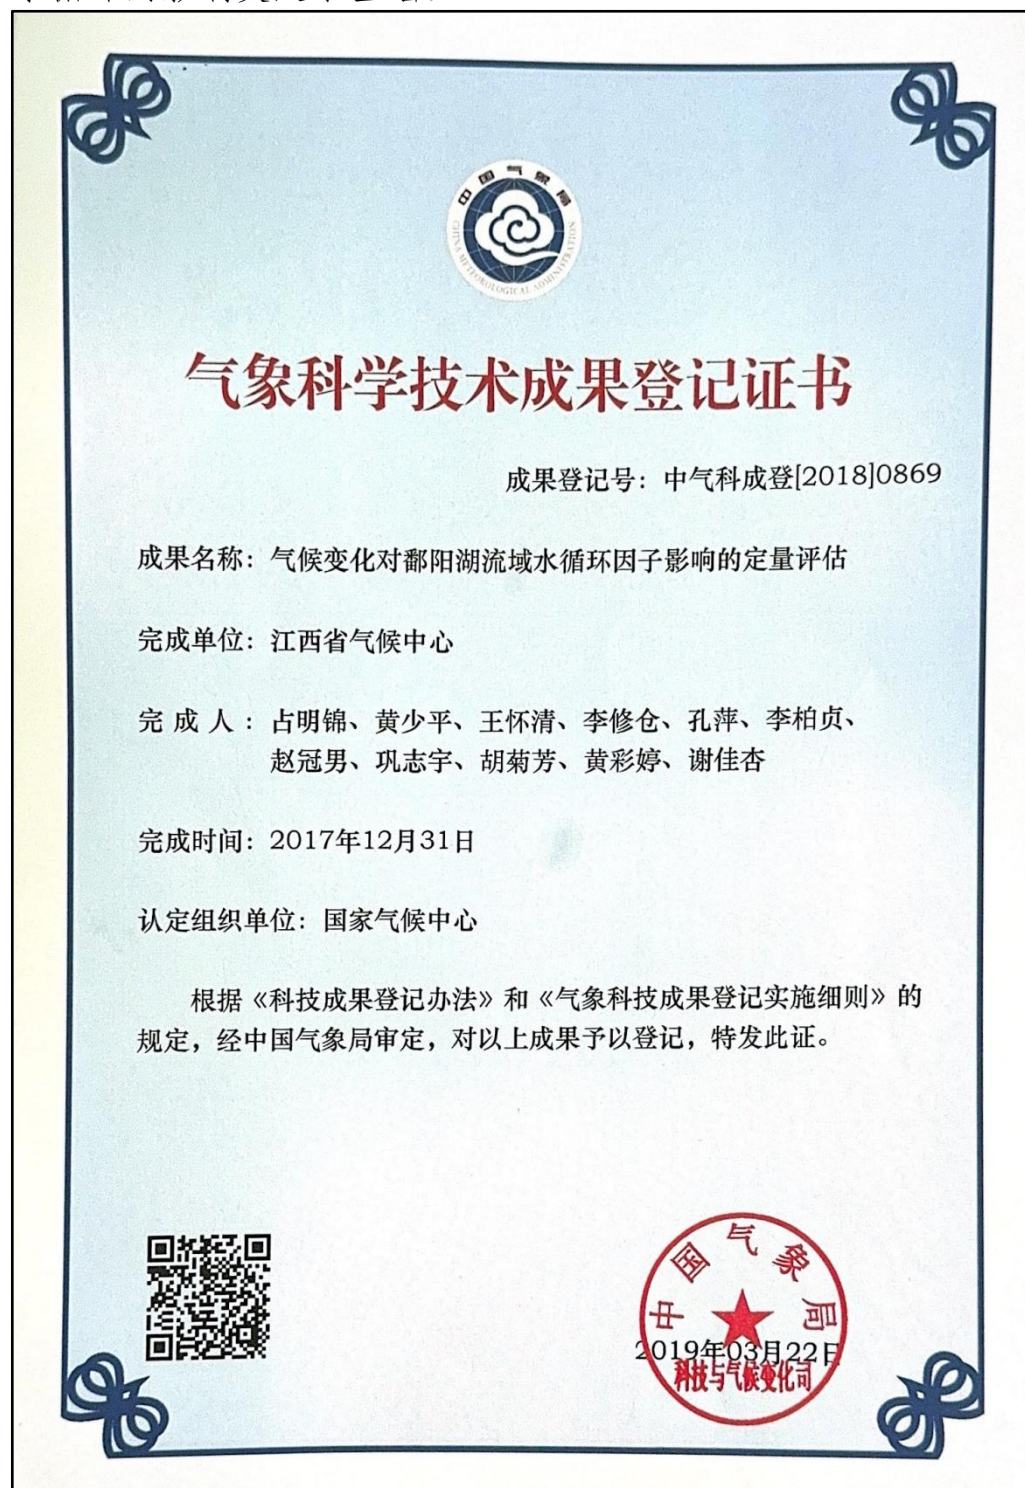 中国气象局
CHINA METEOROLOGICAL ADMINISTRATION
气象科学技术成果登记证书
成果登记号：中气科成登[2018]0869
成果名称：气候变化对鄱阳湖流域水循环因子影响的定量评估
完成单位：江西省气候中心
完成人：占明锦、黄少平、王怀清、李修仓、孔萍、李柏贞、
赵冠男、巩志宇、胡菊芳、黄彩婷、谢佳杏
完成时间：2017年12月31日
认定组织单位：国家气候中心
根据《科技成果登记办法》和《气象科技成果登记实施细则》的
规定，经中国气象局审定，对以上成果予以登记，特发此证。
中国气象局
2019年03月22日
科技与气候变化司